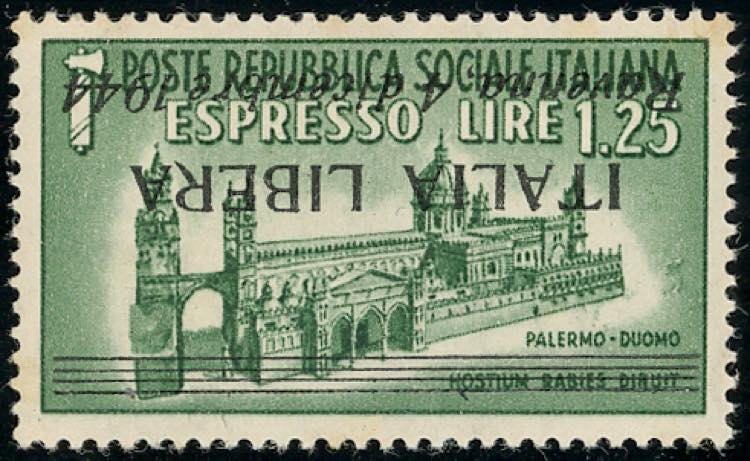 POSTE REPUBBLICA SOCIALE ITALIANA
Ravenna, 4 dicembre 1944
ESPRESSO LIRE 1.25
ITALIA LIBERA
PALERMO - DUOMO
HOSTIUM RABIES DIRUIT